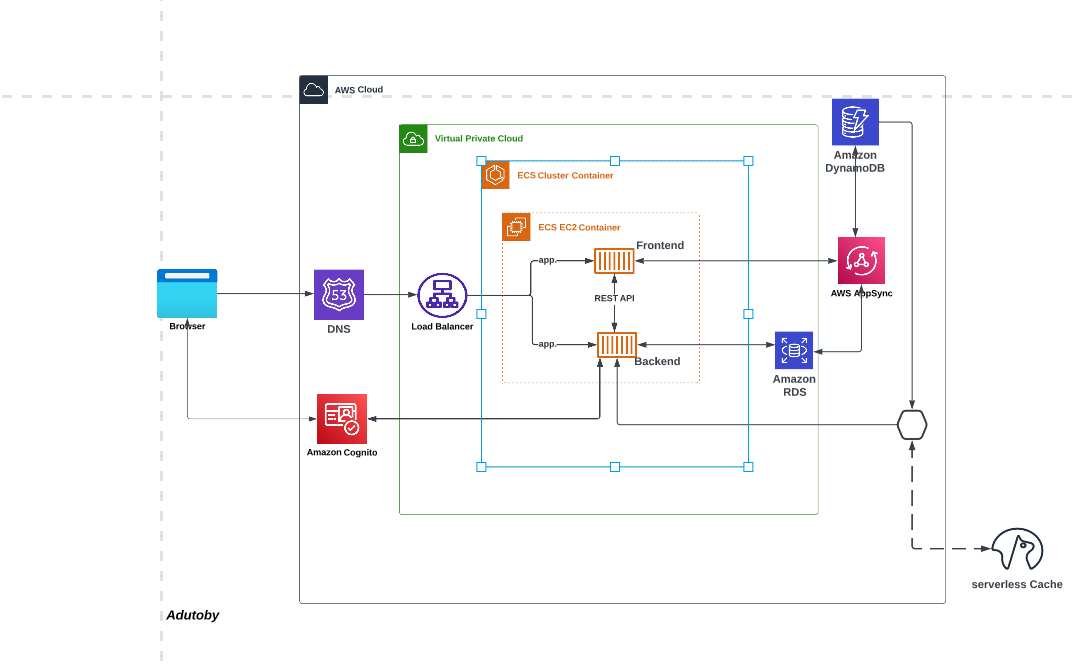 AWS Cloud
Virtual Private Cloud
Amazon
DynamoDB
ECS Cluster Container
ECS EC2 Container
Frontend
app.
REST API
AWS AppSync
53
DNS
Load Balancer
Browser
app.
Backend
Amazon
RDS
Amazon Cognito
serverless Cache
Adutoby